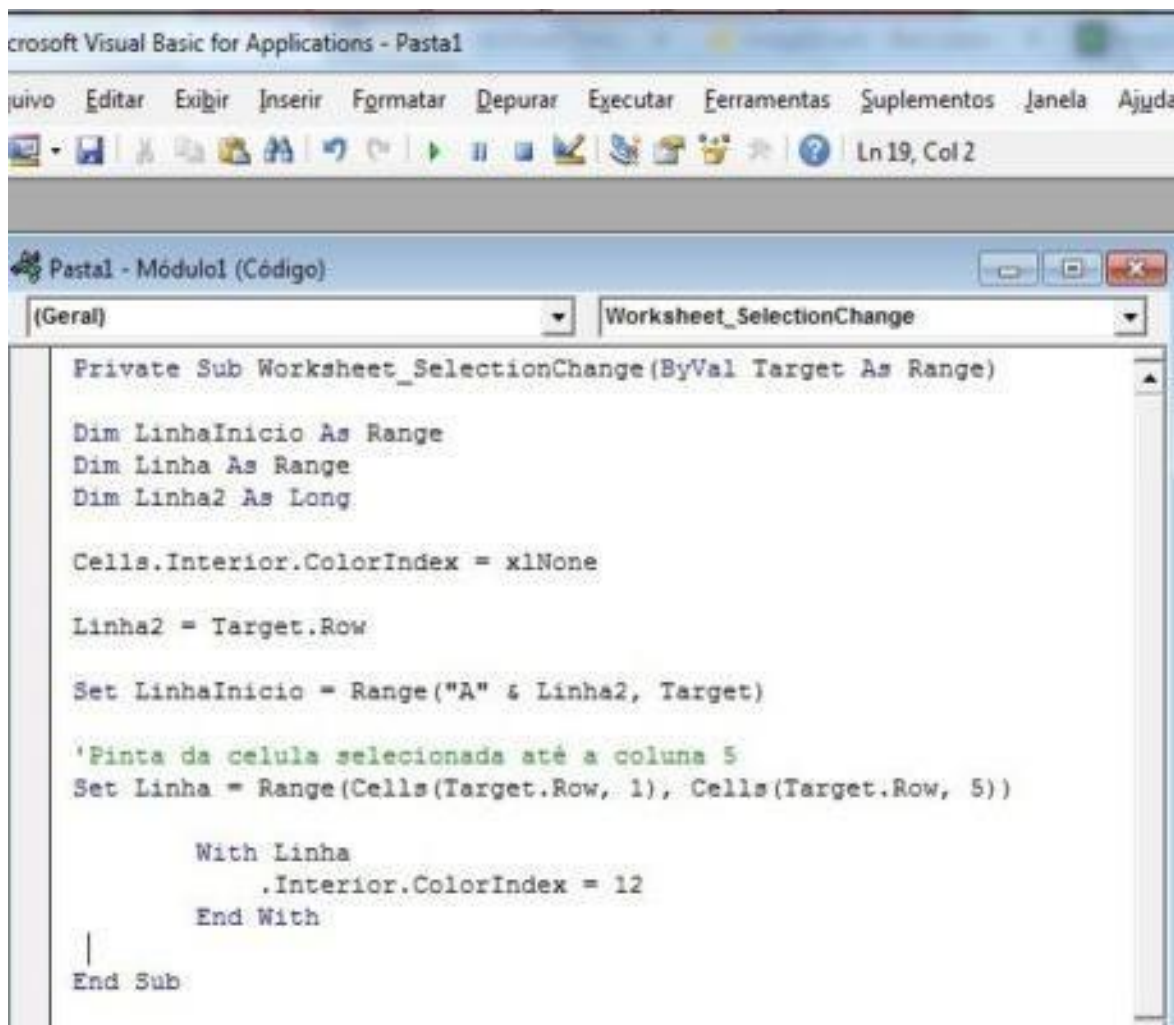 crosoft Visual Basic for Applications - Pasta1
uivo Editar Exibir Inserir Formatar Depurar Executar Ferramentas Suplementos Janela Ajuda
Ln 19, Col 2
Pasta1 - Módulo1 (Código)
(Geral) Worksheet_SelectionChange
Private Sub Worksheet_SelectionChange(ByVal Target As Range)
Dim LinhaInicio As Range
Dim Linha As Range
Dim Linha2 As Long
Cells.Interior.ColorIndex = xlNone
Linha2 = Target.Row
Set LinhaInicio = Range("A" & Linha2, Target)
'Pinta da celula selecionada até a coluna 5
Set Linha = Range(Cells(Target.Row, 1), Cells(Target.Row, 5))
With Linha
.Interior.ColorIndex = 12
End With
End Sub